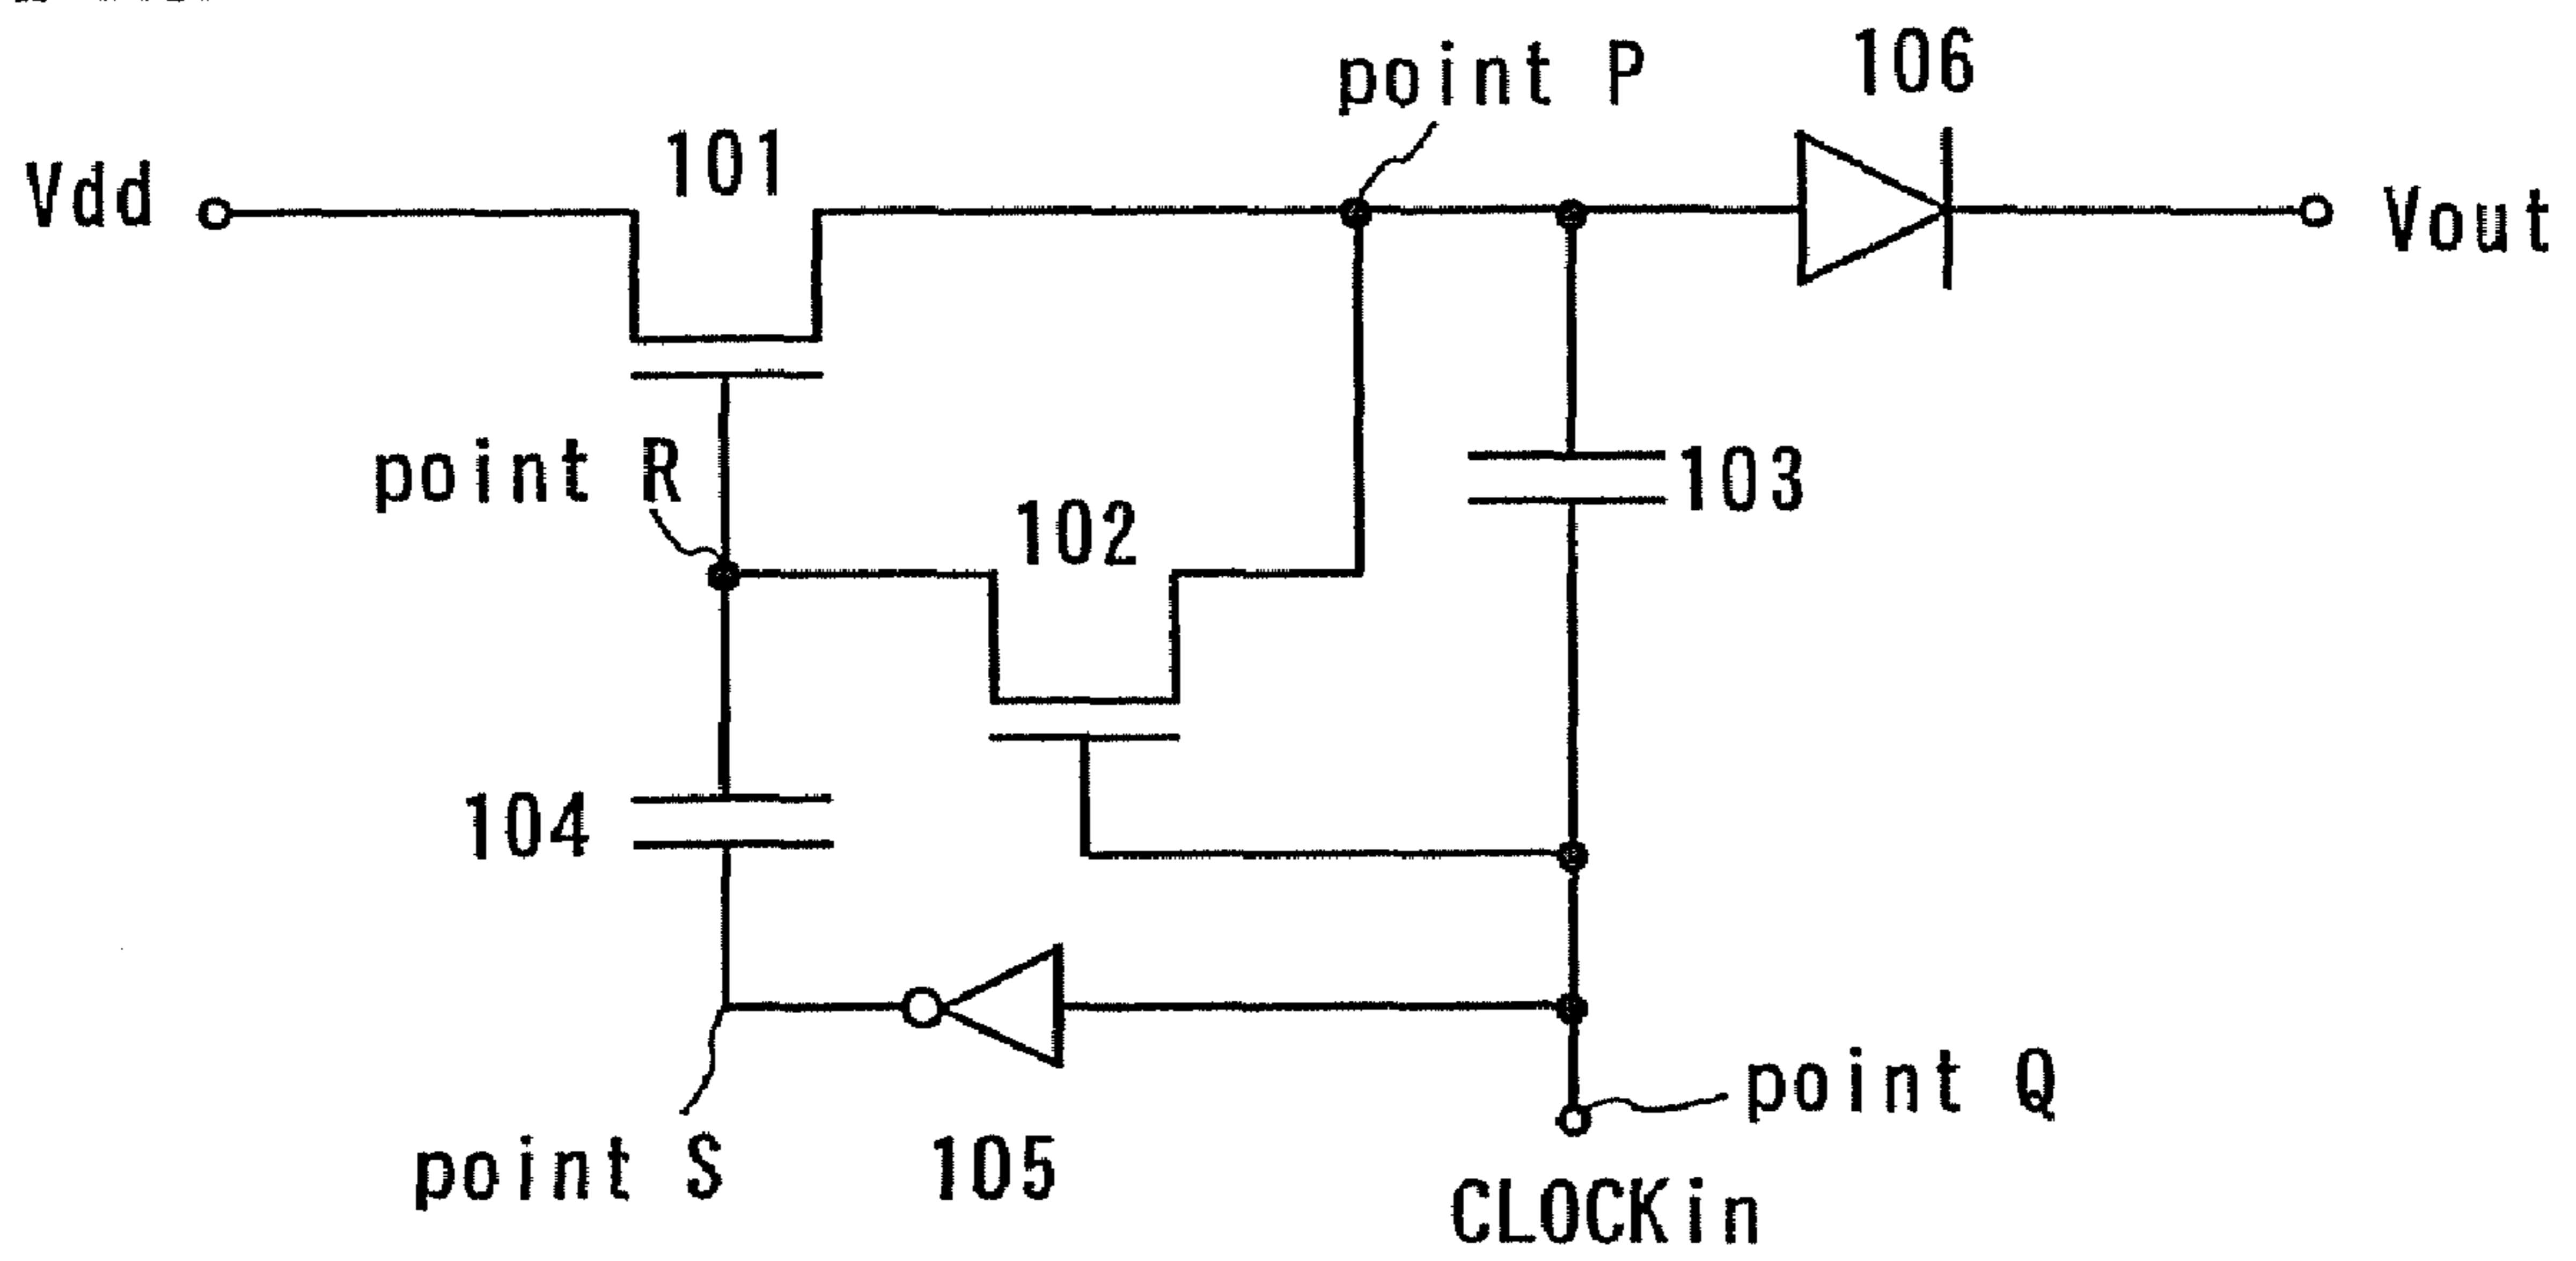 point P
106
Vdd
101
Vout
point R
102
103
104
point Q
point S
105
CLOCKin